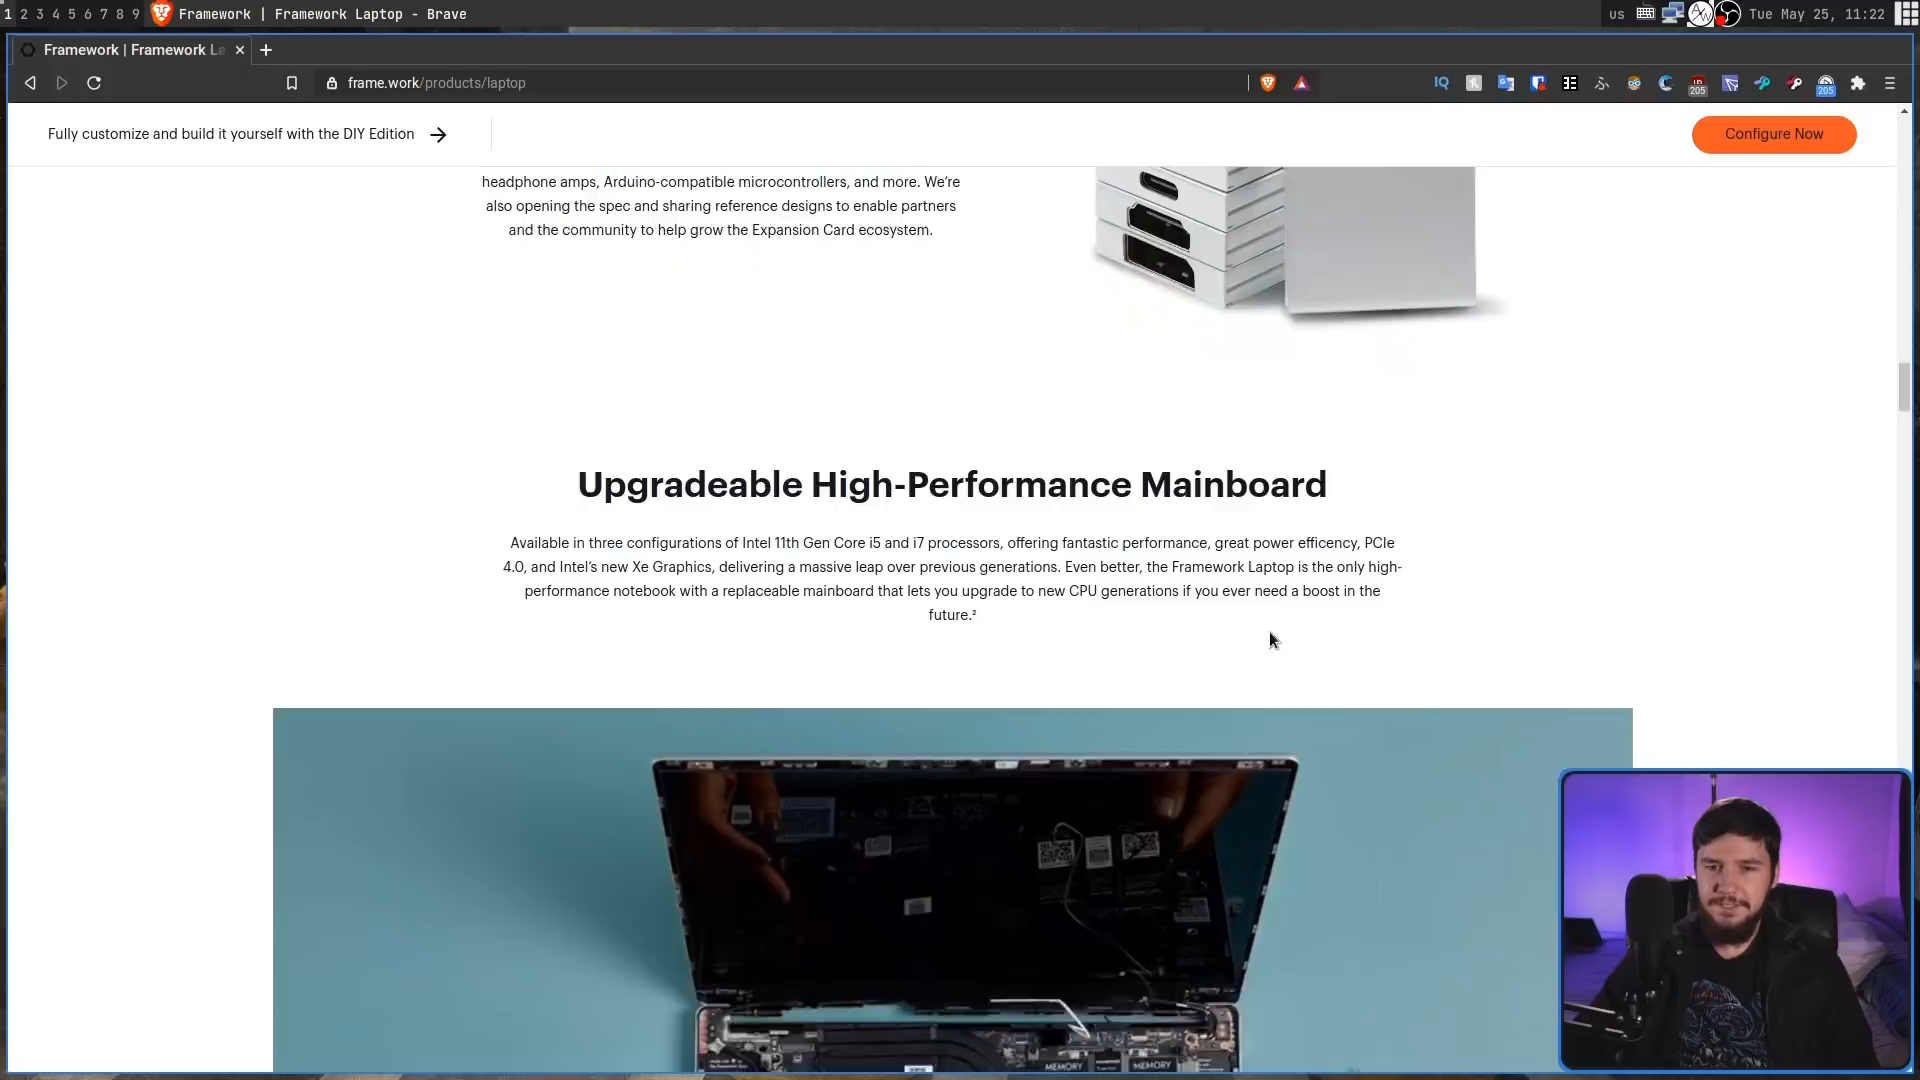 1 2 3 4 5 6 7 8 9 Framework | Framework Laptop - Brave us Tue May 25, 11:22
Framework | Framework La
frame.work/products/laptop IQ 205 205
Fully customize and build it yourself with the DIY Edition Configure Now
headphone amps, Arduino-compatible microcontrollers, and more. We're
also opening the spec and sharing reference designs to enable partners
and the community to help grow the Expansion Card ecosystem.
Upgradeable High-Performance Mainboard
Available in three configurations of Intel 11th Gen Core i5 and i7 processors, offering fantastic performance, great power efficency, PCIe
4.0, and Intel's new Xe Graphics, delivering a massive leap over previous generations. Even better, the Framework Laptop is the only high-
performance notebook with a replaceable mainboard that lets you upgrade to new CPU generations if you ever need a boost in the
future.²
MEMORY MEMORY